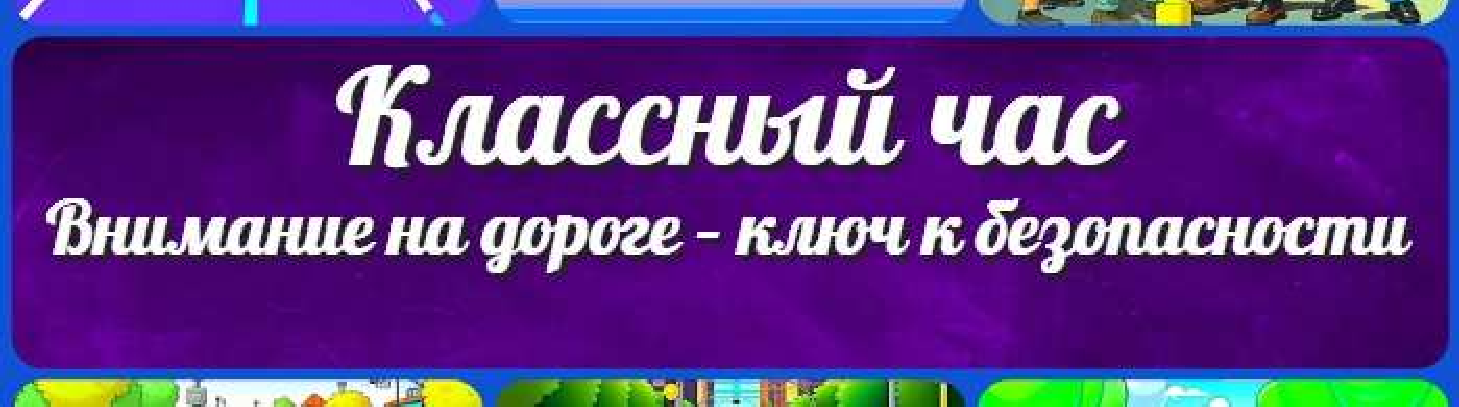 Классный час
Внимание на дороге – ключ к безопасности